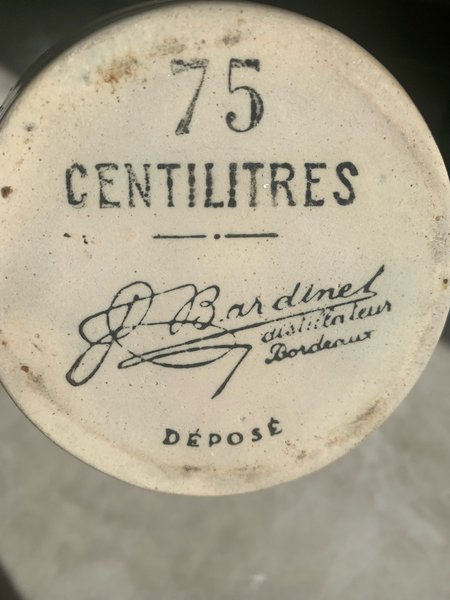 75
CENTILITRES
P. Bardinet
distillateur
Bordeaux
DÉPOSÉ